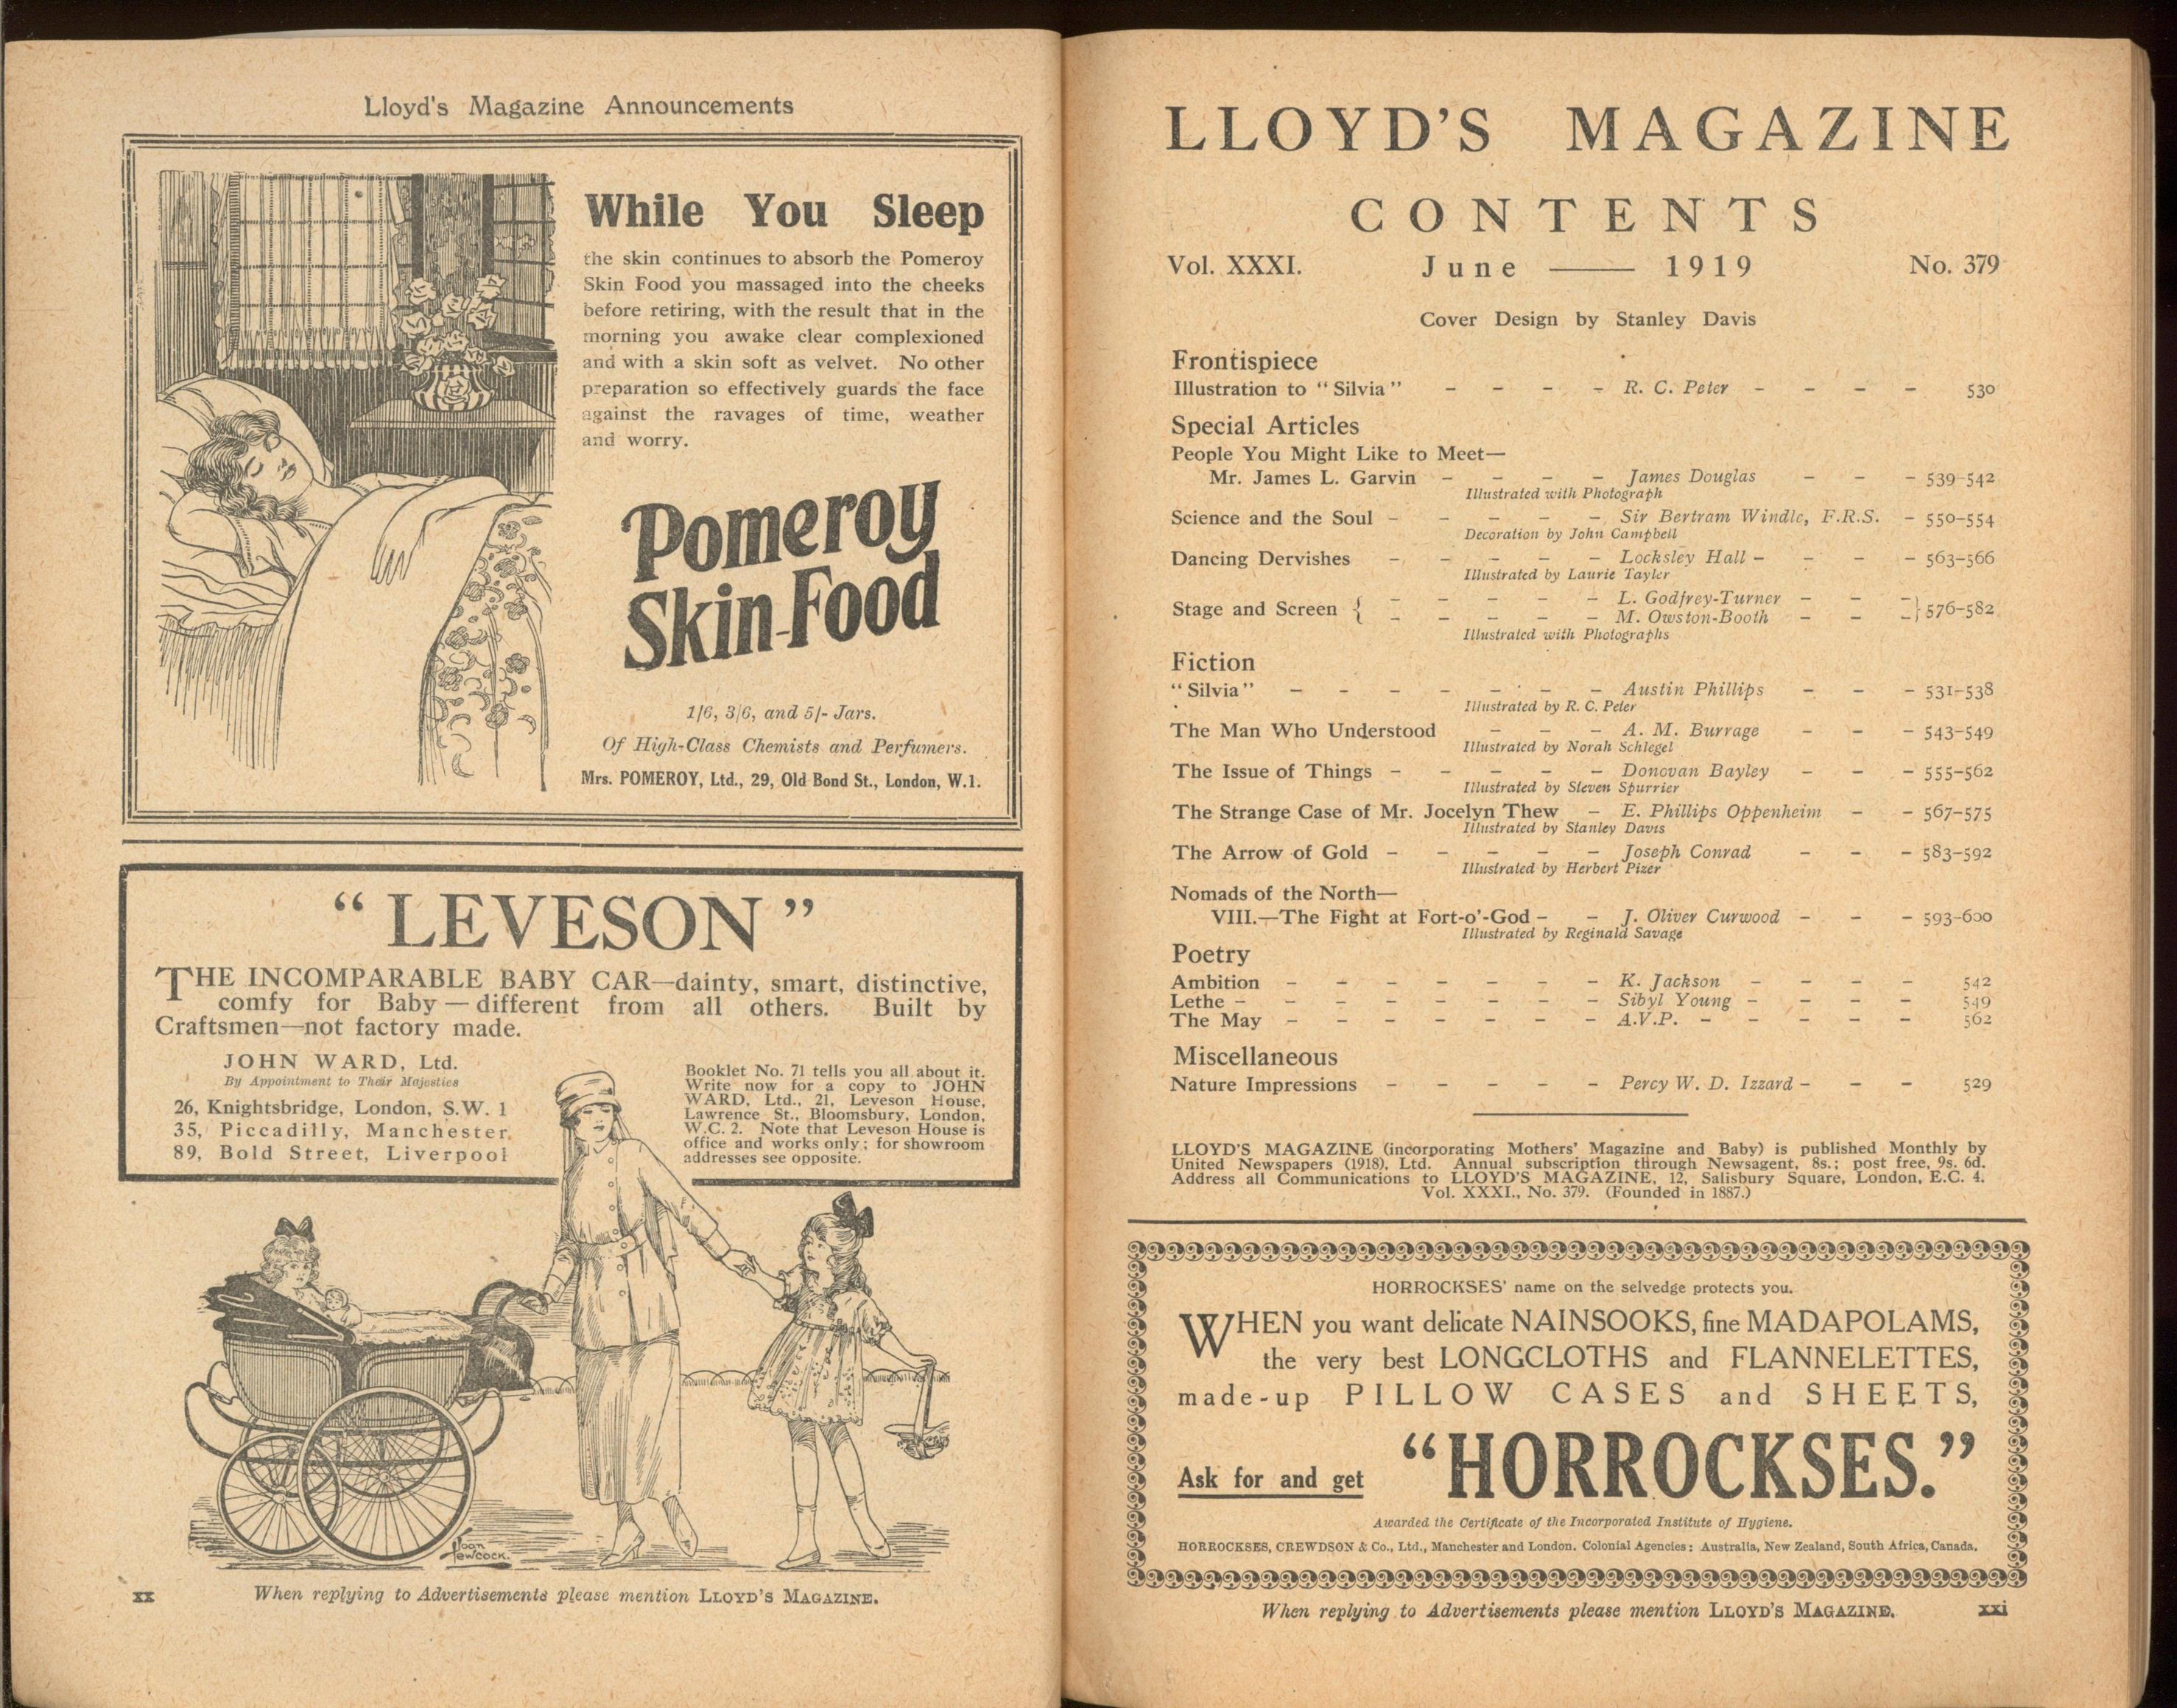 Lloyd's Magazine Announcements
While You Sleep
the skin continues to absorb the Pomeroy
Skin Food you massaged into the cheeks
before retiring, with the result that in the
morning you awake clear complexioned
and with a skin soft as velvet. No other
preparation so effectively guards the face
against the ravages of time, weather
and worry.
Pomeroy
Skin-Food
1/6, 3/6, and 5/- Jars.
Of High-Class Chemists and Perfumers.
Mrs. POMEROY, Ltd., 29, Old Bond St., London, W.1.
"LEVESON"
THE INCOMPARABLE BABY CAR—dainty, smart, distinctive,
comfy for Baby — different from all others. Built by
Craftsmen—not factory made.
JOHN WARD, Ltd.
By Appointment to Their Majesties
26, Knightsbridge, London, S.W. 1
35, Piccadilly, Manchester.
89, Bold Street, Liverpool
Booklet No. 71 tells you all about it.
Write now for a copy to JOHN
WARD, Ltd., 21, Leveson House,
Lawrence St., Bloomsbury, London,
W.C. 2. Note that Leveson House is
office and works only; for showroom
addresses see opposite.
Joan
Lewcock.
xx When replying to Advertisements please mention LLOYD'S MAGAZINE.
LLOYD'S MAGAZINE
CONTENTS
Vol. XXXI. June —— 1919 No. 379
Cover Design by Stanley Davis
Frontispiece
Illustration to "Silvia" - - - - R. C. Peter - - - - 530
Special Articles
People You Might Like to Meet—
Mr. James L. Garvin - - - - James Douglas - - - 539-542
Illustrated with Photograph
Science and the Soul - - - - - Sir Bertram Windle, F.R.S. - 550-554
Decoration by John Campbell
Dancing Dervishes - - - - - Locksley Hall - - - - 563-566
Illustrated by Laurie Tayler
Stage and Screen { - - - - - L. Godfrey-Turner - - -
- - - - - M. Owston-Booth - - - } 576-582
Illustrated with Photographs
Fiction
"Silvia" - - - - - - - Austin Phillips - - - 531-538
Illustrated by R. C. Peter
The Man Who Understood - - - A. M. Burrage - - - 543-549
Illustrated by Norah Schlegel
The Issue of Things - - - - - Donovan Bayley - - - 555-562
Illustrated by Steven Spurrier
The Strange Case of Mr. Jocelyn Thew - E. Phillips Oppenheim - - 567-575
Illustrated by Stanley Davis
The Arrow of Gold - - - - - Joseph Conrad - - - 583-592
Illustrated by Herbert Pizer
Nomads of the North—
VIII.—The Fight at Fort-o'-God - - J. Oliver Curwood - - - 593-600
Illustrated by Reginald Savage
Poetry
Ambition - - - - - - - K. Jackson - - - - 542
Lethe - - - - - - - - Sibyl Young - - - - 549
The May - - - - - - - A.V.P. - - - - - 562
Miscellaneous
Nature Impressions - - - - - Percy W. D. Izzard - - - 529
LLOYD'S MAGAZINE (incorporating Mothers' Magazine and Baby) is published Monthly by
United Newspapers (1918), Ltd. Annual subscription through Newsagent, 8s.; post free, 9s. 6d.
Address all Communications to LLOYD'S MAGAZINE, 12, Salisbury Square, London, E.C. 4.
Vol. XXXI., No. 379. (Founded in 1887.)
HORROCKSES' name on the selvedge protects you.
WHEN you want delicate NAINSOOKS, fine MADAPOLAMS,
the very best LONGCLOTHS and FLANNELETTES,
made-up PILLOW CASES and SHEETS,
Ask for and get "HORROCKSES."
Awarded the Certificate of the Incorporated Institute of Hygiene.
HORROCKSES, CREWDSON & Co., Ltd., Manchester and London. Colonial Agencies: Australia, New Zealand, South Africa, Canada.
When replying to Advertisements please mention LLOYD'S MAGAZINE. xxi